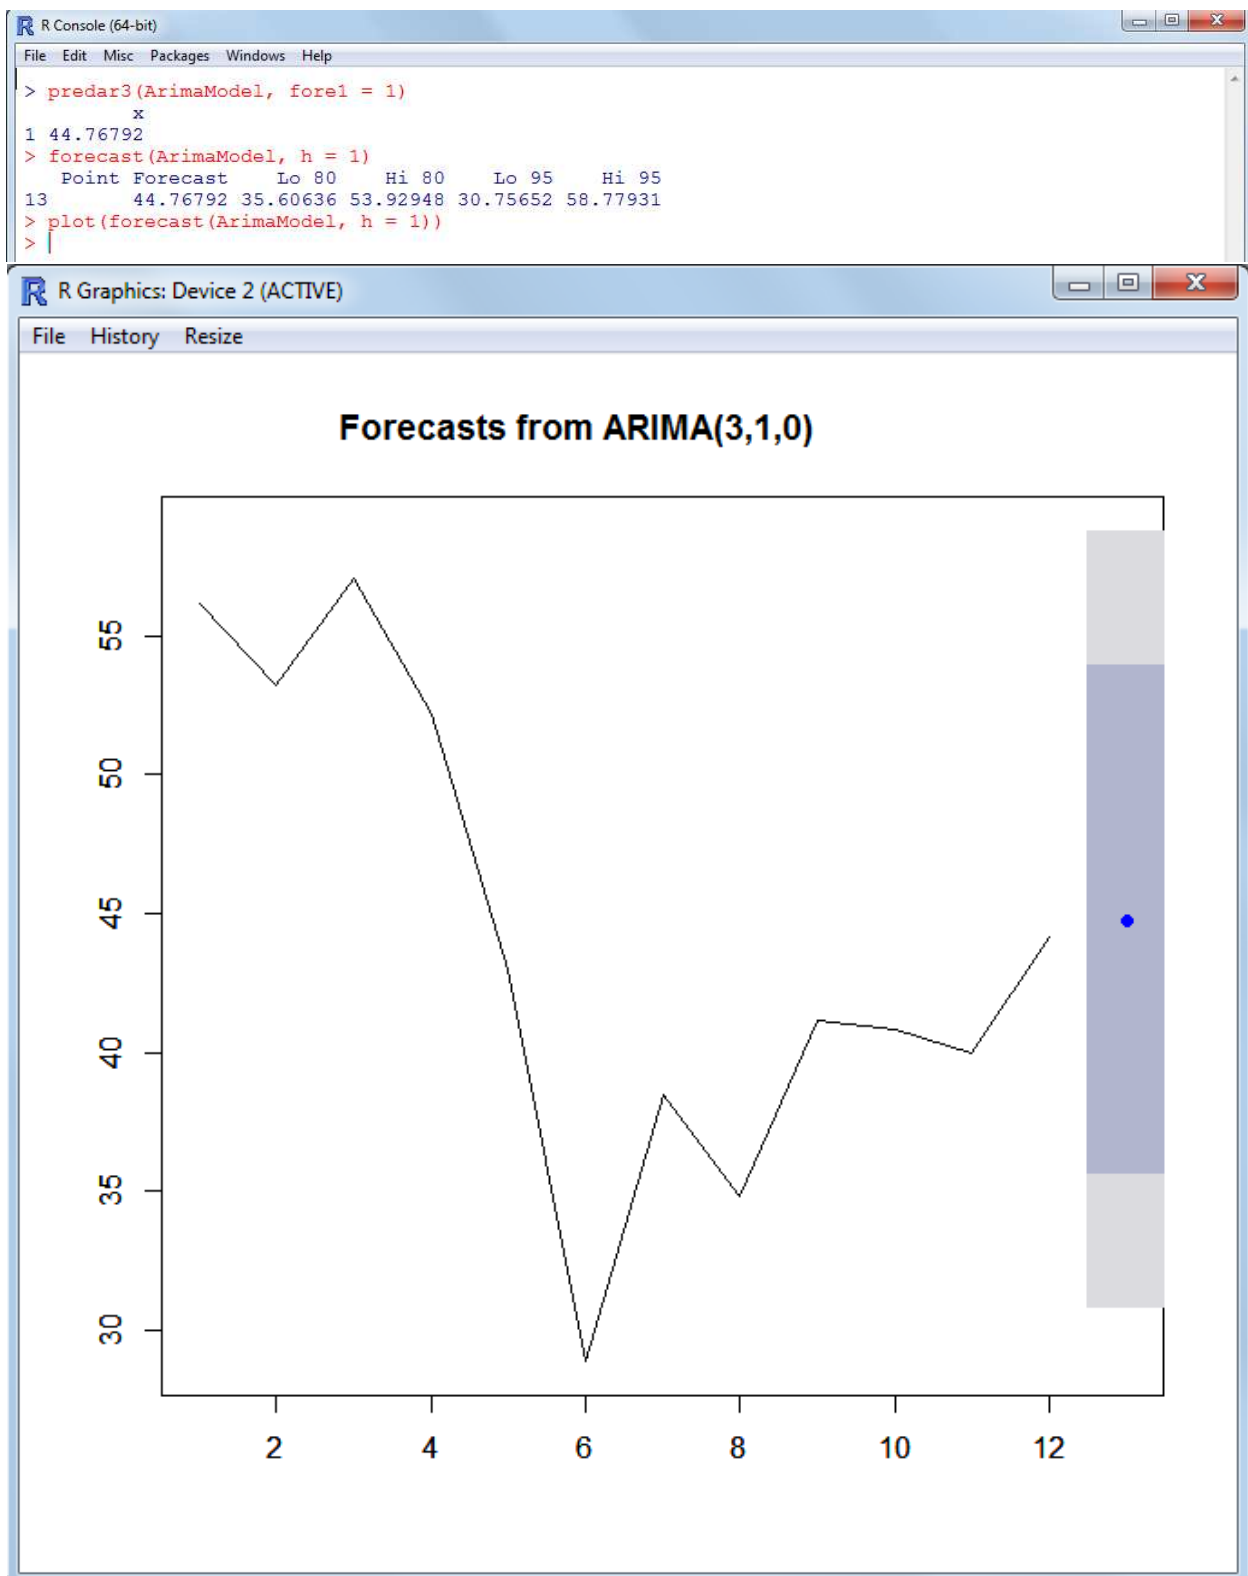 R Console (64-bit)
File Edit Misc Packages Windows Help
> predar3(ArimaModel, fore1 = 1)
x
1 44.76792
> forecast(ArimaModel, h = 1)
Point Forecast Lo 80 Hi 80 Lo 95 Hi 95
13 44.76792 35.60636 53.92948 30.75652 58.77931
> plot(forecast(ArimaModel, h = 1))
>
R Graphics: Device 2 (ACTIVE)
File History Resize
Forecasts from ARIMA(3,1,0)
55
50
45
40
35
30
2 4 6 8 10 12